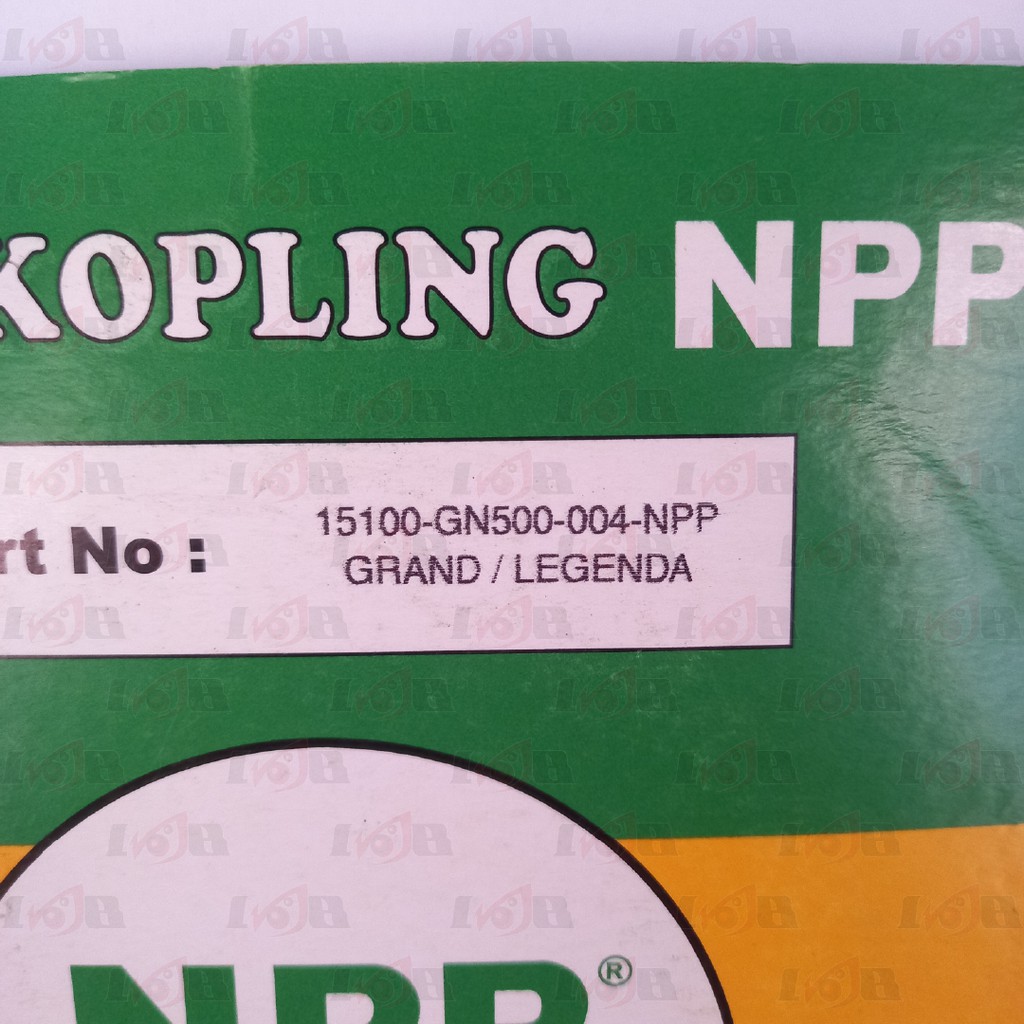 KOPLING NPP
rt No : 15100-GN500-004-NPP
GRAND / LEGENDA
NPP®